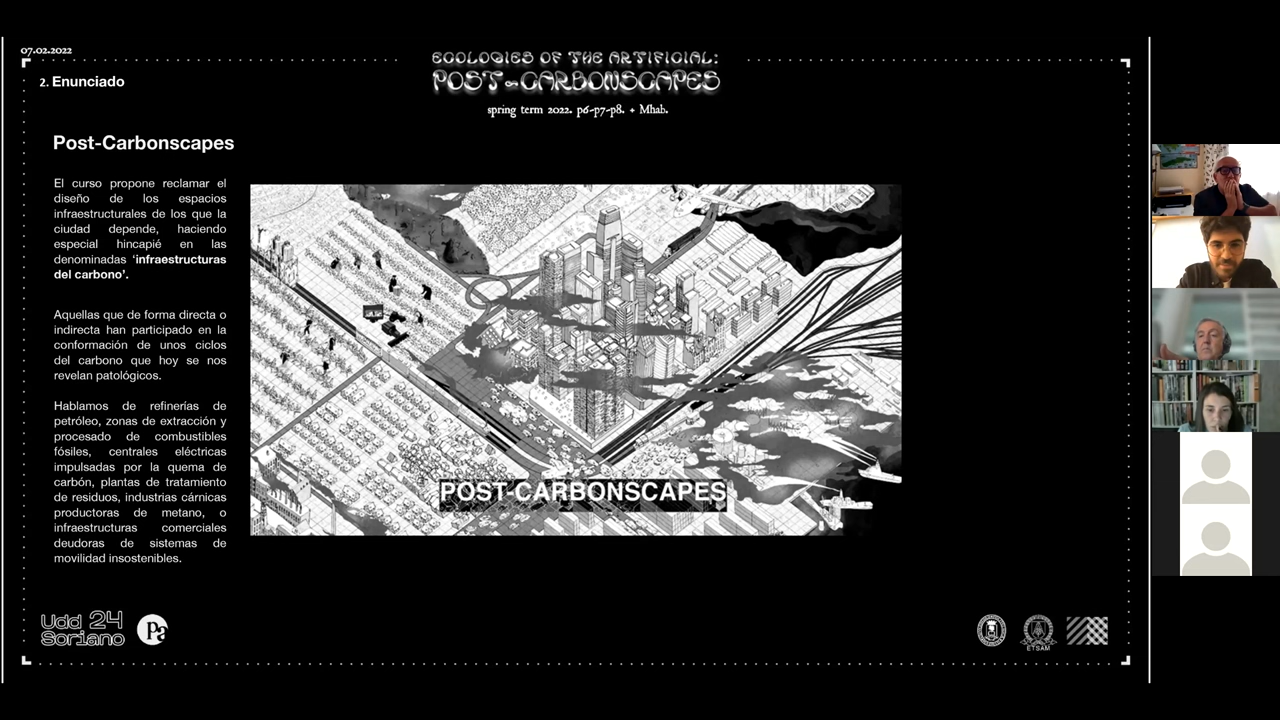 07.02.2022
ECOLOGIES OF THE ARTIFICIAL:
POST-CARBONSCAPES
spring term 2022. p6-p7-p8. + Mhab.
2. Enunciado
Post-Carbonscapes
El curso propone reclamar el
diseño de los espacios
infraestructurales de los que la
ciudad depende, haciendo
especial hincapié en las
denominadas ‘infraestructuras
del carbono’.
Aquellas que de forma directa o
indirecta han participado en la
conformación de unos ciclos
del carbono que hoy se nos
revelan patológicos.
Hablamos de refinerías de
petróleo, zonas de extracción y
procesado de combustibles
fósiles, centrales eléctricas
impulsadas por la quema de
carbón, plantas de tratamiento
de residuos, industrias cárnicas
productoras de metano, o
infraestructuras comerciales
deudoras de sistemas de
movilidad insostenibles.
POST-CARBONSCAPES
Udd 24
Soriano
Pa
ETSAM